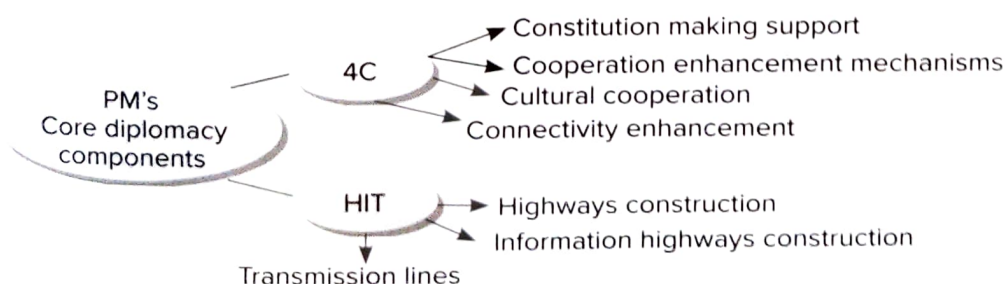 PM's
Core diplomacy
components
4C
Constitution making support
Cooperation enhancement mechanisms
Cultural cooperation
Connectivity enhancement
HIT
Highways construction
Information highways construction
Transmission lines